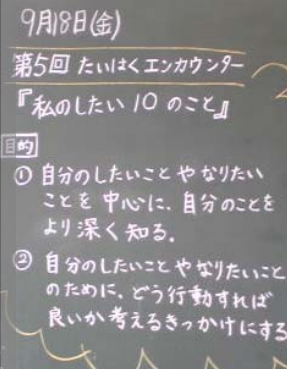 9月18日(金)
第5回 たいはくエンカウンター
『私のしたい10のこと』
目的
① 自分のしたいことやなりたい
ことを中心に、自分のことを
より深く知る。
② 自分のしたいことやなりたいこと
のために、どう行動すれば
良いか考えるきっかけにする